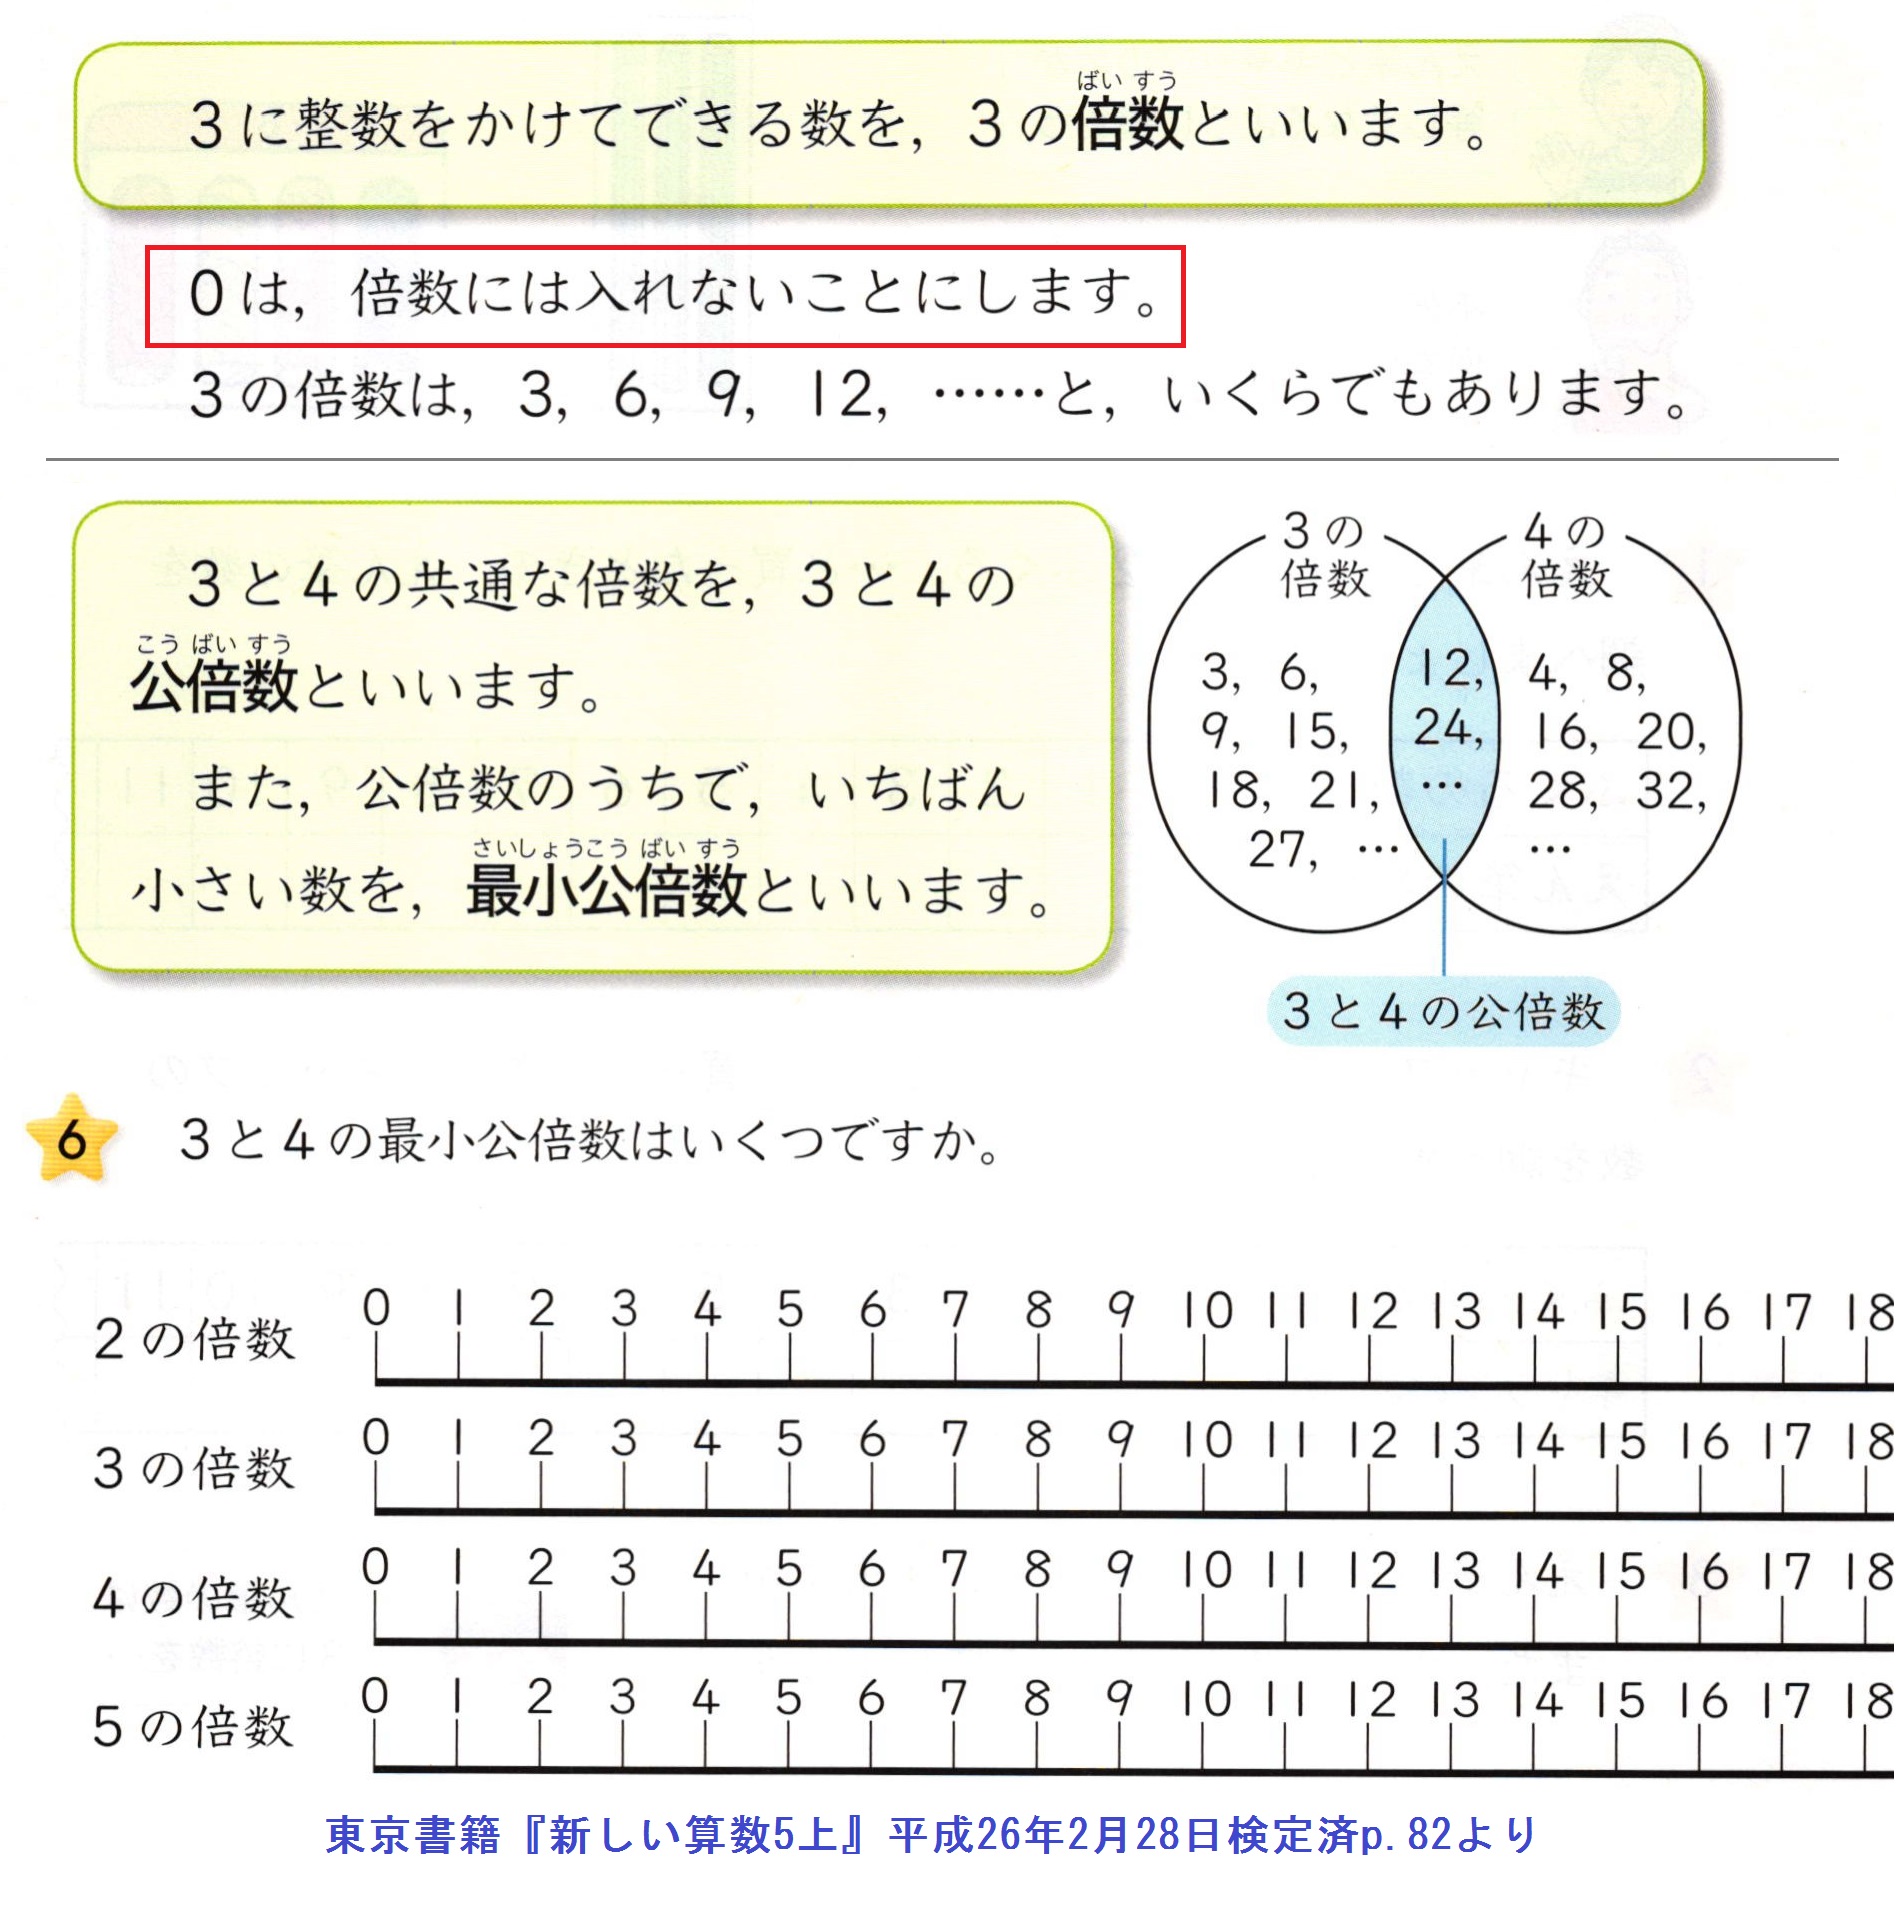 ばい すう
3に整数をかけてできる数を，3の倍数といいます。
0は，倍数には入れないことにします。
3の倍数は，3，6，9，12，……と，いくらでもあります。
3と4の共通な倍数を，3と4の
こう ばい すう
公倍数といいます。
また，公倍数のうちで，いちばん
さいしょうこう ばい すう
小さい数を，最小公倍数といいます。
3の
倍数
4の
倍数
3，6，
9，15，
18，21，
27，…
12，
24，
…
4，8，
16，20，
28，32，
…
3と4の公倍数
6 3と4の最小公倍数はいくつですか。
2の倍数 0 1 2 3 4 5 6 7 8 9 10 11 12 13 14 15 16 17 18
3の倍数 0 1 2 3 4 5 6 7 8 9 10 11 12 13 14 15 16 17 18
4の倍数 0 1 2 3 4 5 6 7 8 9 10 11 12 13 14 15 16 17 18
5の倍数 0 1 2 3 4 5 6 7 8 9 10 11 12 13 14 15 16 17 18
東京書籍『新しい算数5上』平成26年2月28日検定済p.82より